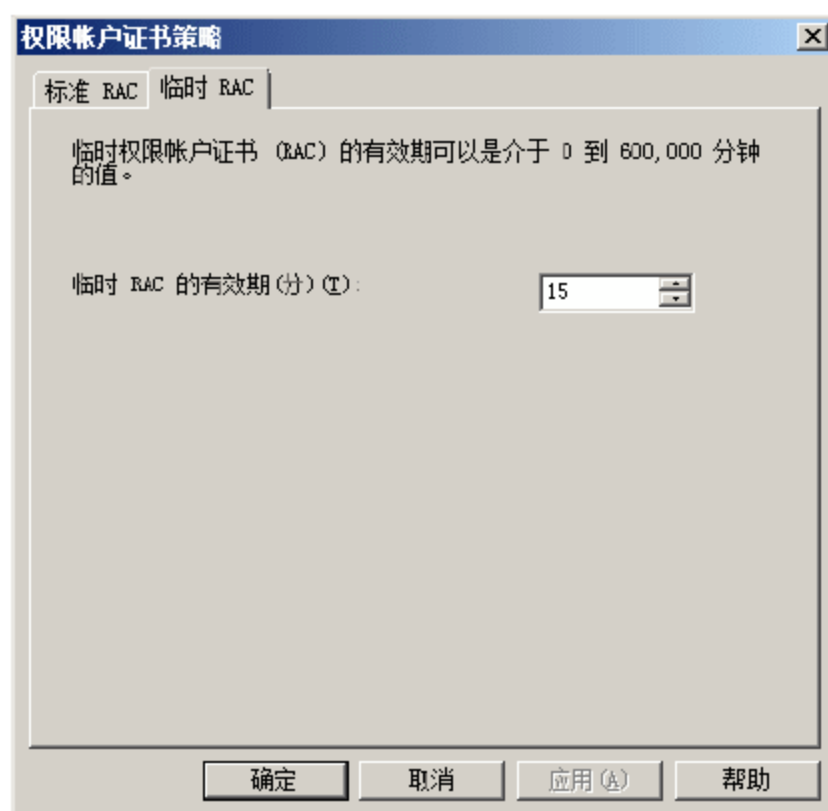 权限帐户证书策略
标准 RAC 临时 RAC
临时权限帐户证书 (RAC) 的有效期可以是介于 0 到 600,000 分钟
的值。
临时 RAC 的有效期(分)(T): 15
确定 取消 应用(A) 帮助